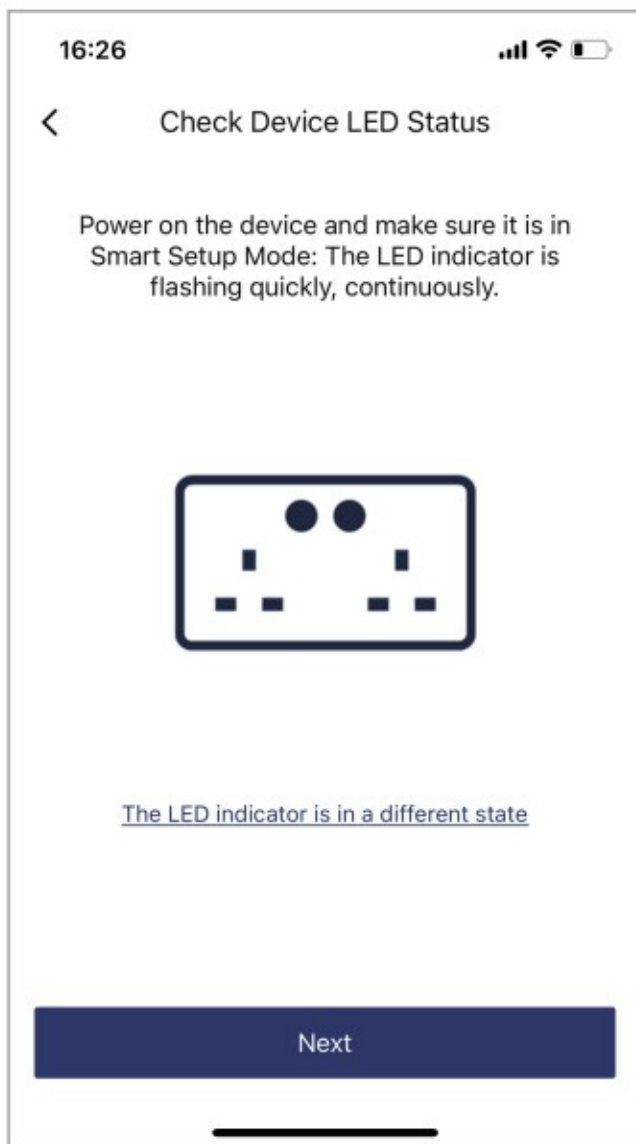 16:26
Check Device LED Status
Power on the device and make sure it is in
Smart Setup Mode: The LED indicator is
flashing quickly, continuously.
The LED indicator is in a different state
Next